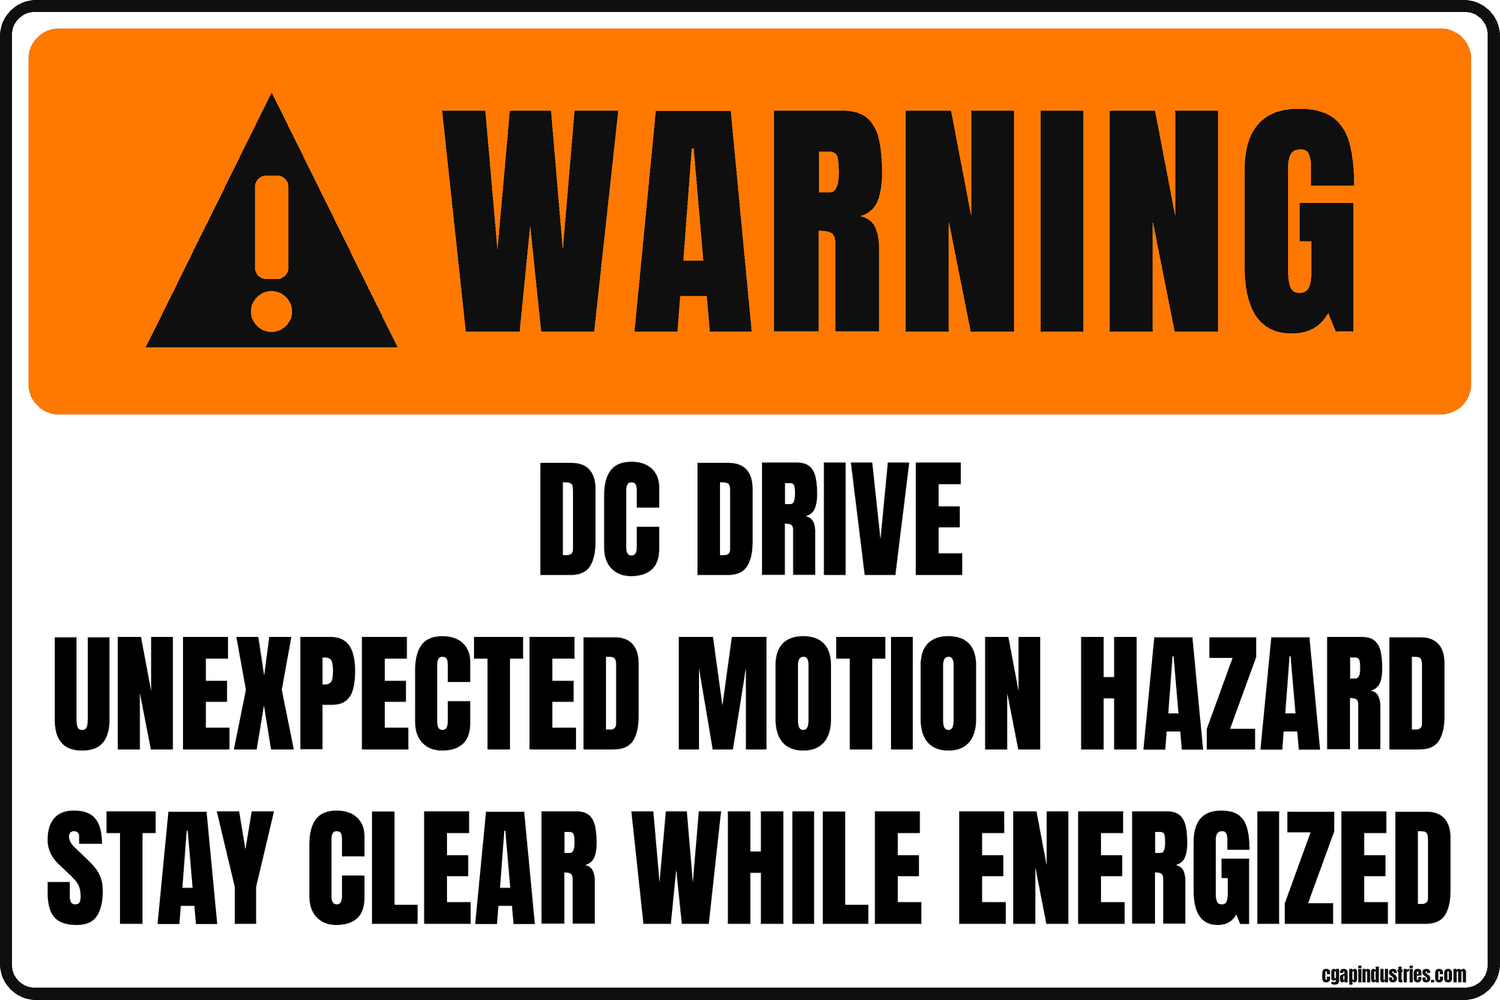 WARNING
DC DRIVE
UNEXPECTED MOTION HAZARD
STAY CLEAR WHILE ENERGIZED
cgapindustries.com